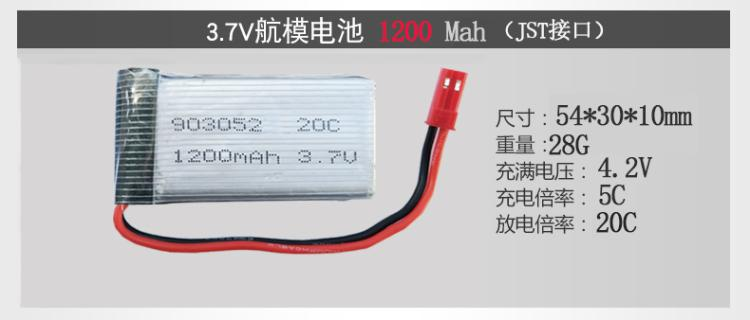 3.7V航模电池 1200 Mah（JST接口）
903052 20C
1200mAh 3.7V
尺寸：54*30*10mm
重量:28G
充满电压：4.2V
充电倍率：5C
放电倍率：20C